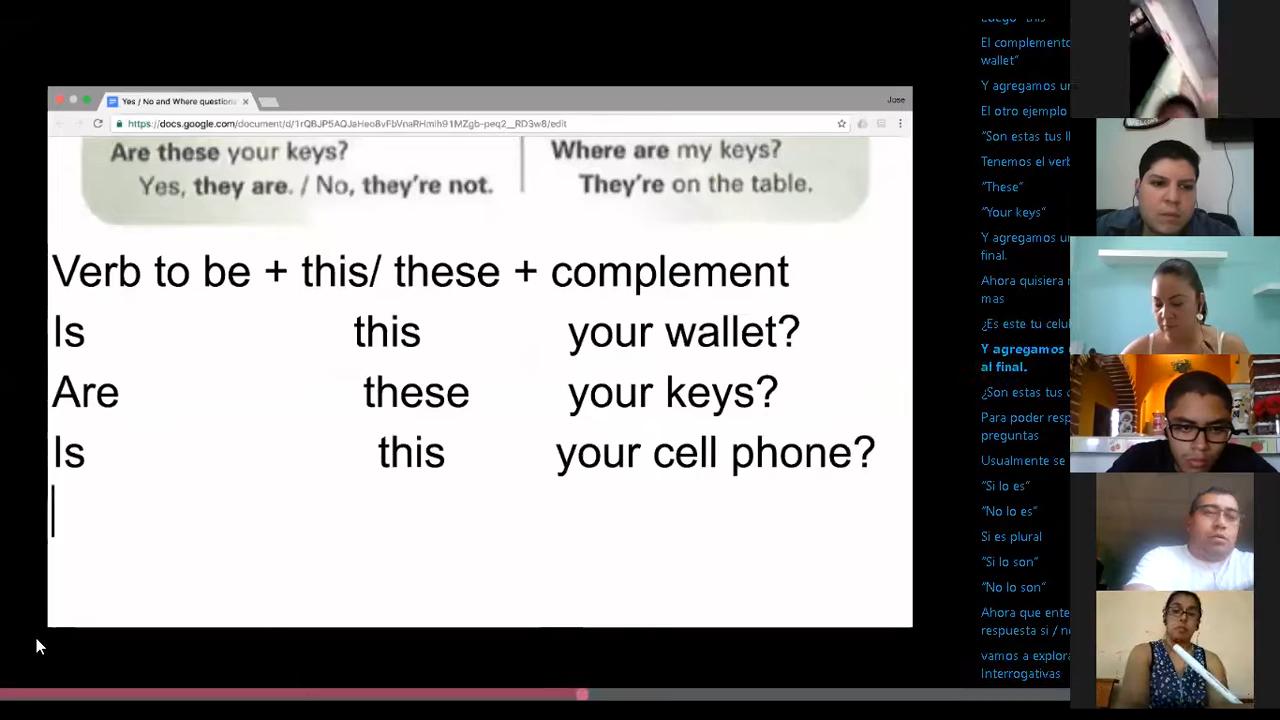 Yes / No and Where question
Jose
https://docs.google.com/document/d/1rQBJP5AQJaHeo8vFbVnaRHmIh91MZgb-peq2__RD3w8/edit
Are these your keys?
Yes, they are. / No, they're not.
Where are my keys?
They're on the table.
Verb to be + this/ these + complement
Is this your wallet?
Are these your keys?
Is this your cell phone?
Luego "this"
El complemento
wallet"
Y agregamos
El otro ejemplo
"Son estas tus
Tenemos el verb
"These"
"Your keys"
Y agregamos
final.
Ahora quisiera
mas
¿Es este tu celu
Y agregamos
al final.
¿Son estas tus
Para poder resp
preguntas
Usualmente se
"Si lo es"
"No lo es"
Si es plural
"Si lo son"
"No lo son"
Ahora que ente
respuesta si / no
vamos a explora
Interrogativas